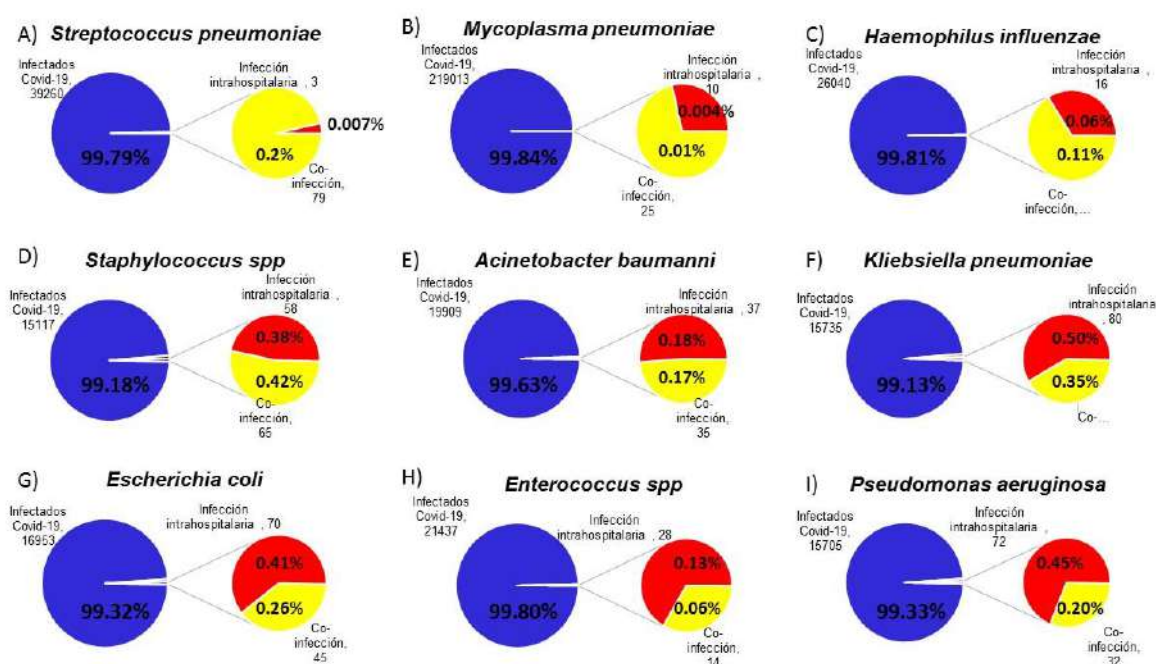 A)
Streptococcus pneumoniae
Infectados
Covid-19,
39260
Infección
intrahospitalaria , 3
99.79%
0.2%
0.007%
Co-
infección,
79
B)
Mycoplasma pneumoniae
Infectados
Covid-19,
219013
Infección
intrahospitalaria ,
10
99.84%
0.004%
0.01%
Co-
infección,
25
C)
Haemophilus influenzae
Infectados
Covid-19,
26040
Infección
intrahospitalaria ,
16
99.81%
0.06%
0.11%
Co-
infección,...
D)
Staphylococcus spp
Infectados
Covid-19,
15117
Infección
intrahospitalaria ,
58
99.18%
0.38%
0.42%
Co-
infección,
65
E)
Acinetobacter baumanni
Infectados
Covid-19,
19909
Infección
intrahospitalaria , 37
99.63%
0.18%
0.17%
Co-
infección,
35
F)
Kliebsiella pneumoniae
Infectados
Covid-19,
15735
Infección
intrahospitalaria
, 80
99.13%
0.50%
0.35%
Co-...
G)
Escherichia coli
Infectados
Covid-19,
16953
Infección
intrahospitalaria , 70
99.32%
0.41%
0.26%
Co-
infección,
45
H)
Enterococcus spp
Infectados
Covid-19,
21437
Infección
intrahospitalaria , 28
99.80%
0.13%
0.06%
Co-
infección,
14
I)
Pseudomonas aeruginosa
Infectados
Covid-19,
15705
Infección
intrahospitalaria ,
72
99.33%
0.45%
0.20%
Co-
infección,
32